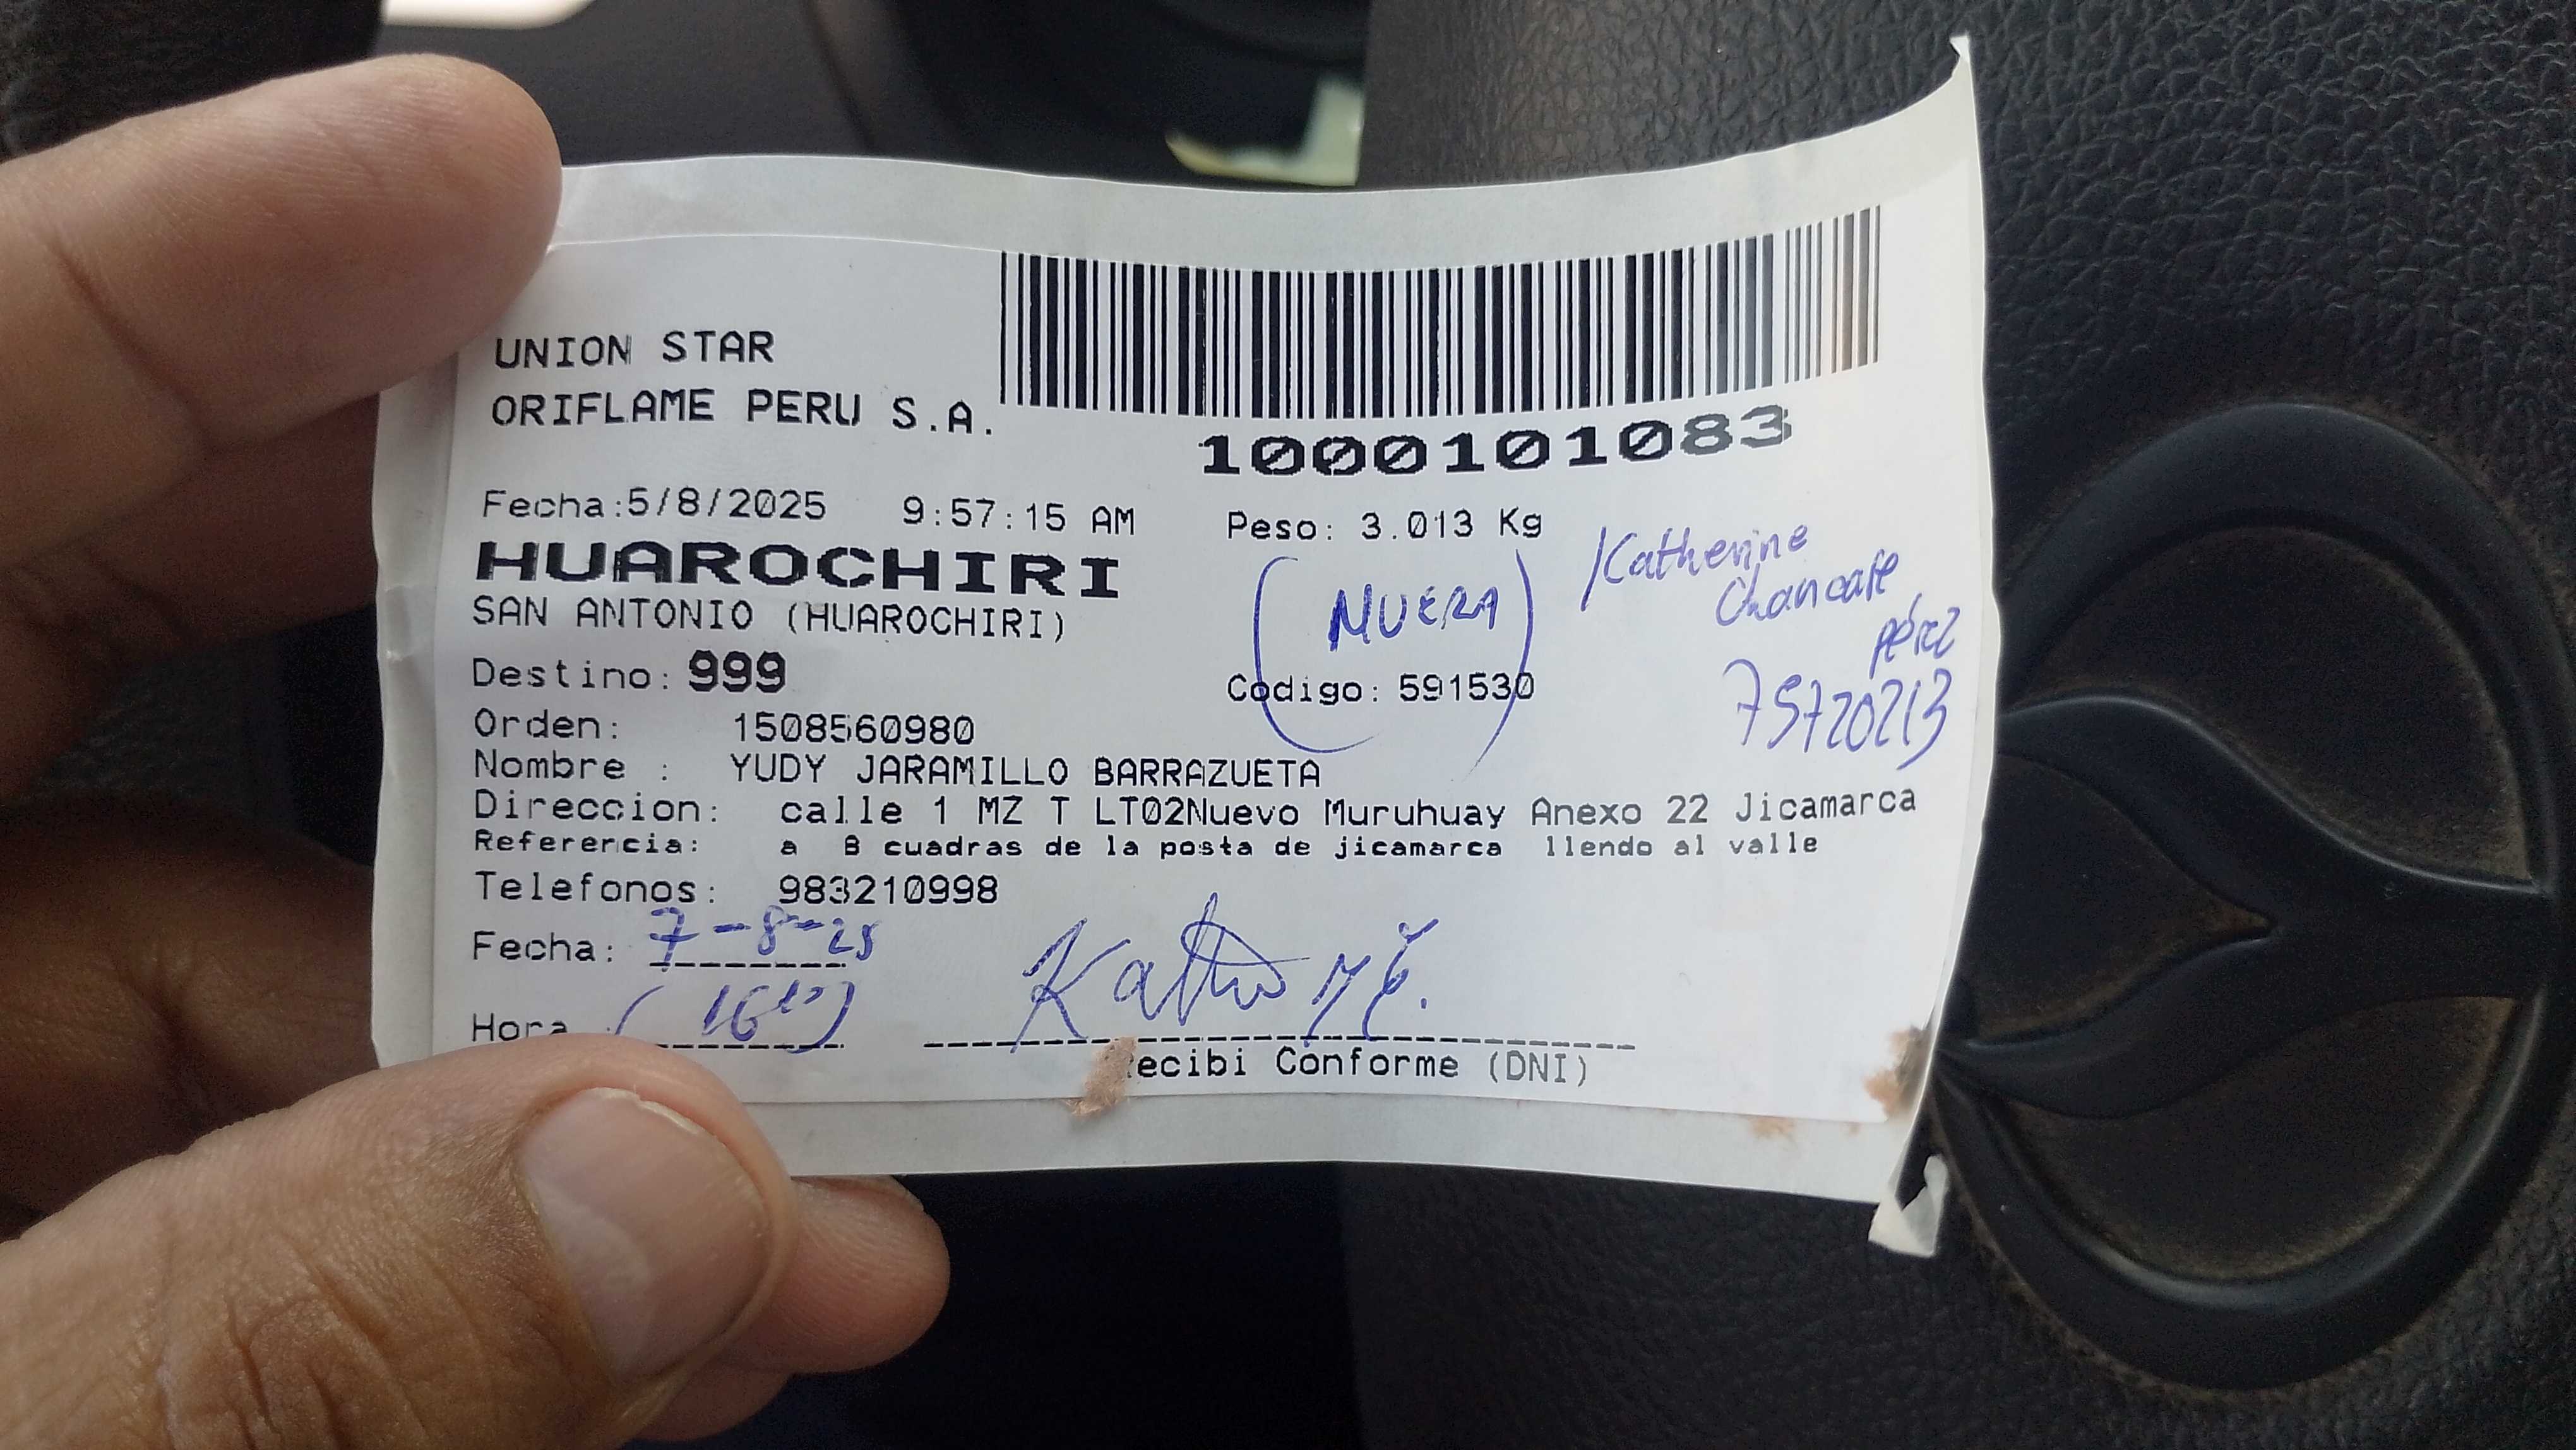 UNION STAR
ORIFLAME PERU S.A.
1000101083
Fecha:5/8/2025 9:57:15 AM Peso: 3.013 Kg
HUAROCHIRI
SAN ANTONIO (HUAROCHIRI)
(NUERA)
Katherine
pérez
75720213
Destino: 999 Codigo: 591530
Orden: 1508560980
Nombre : YUDY JARAMILLO BARRAZUETA
Direccion: calle 1 MZ T LT02Nuevo Muruhuay Anexo 22 Jicamarca
Referencia: a 8 cuadras de la posta de jicamarca llendo al valle
Telefonos: 983210998
Fecha: 7-8-25
Hora
ecibi Conforme (DNI)